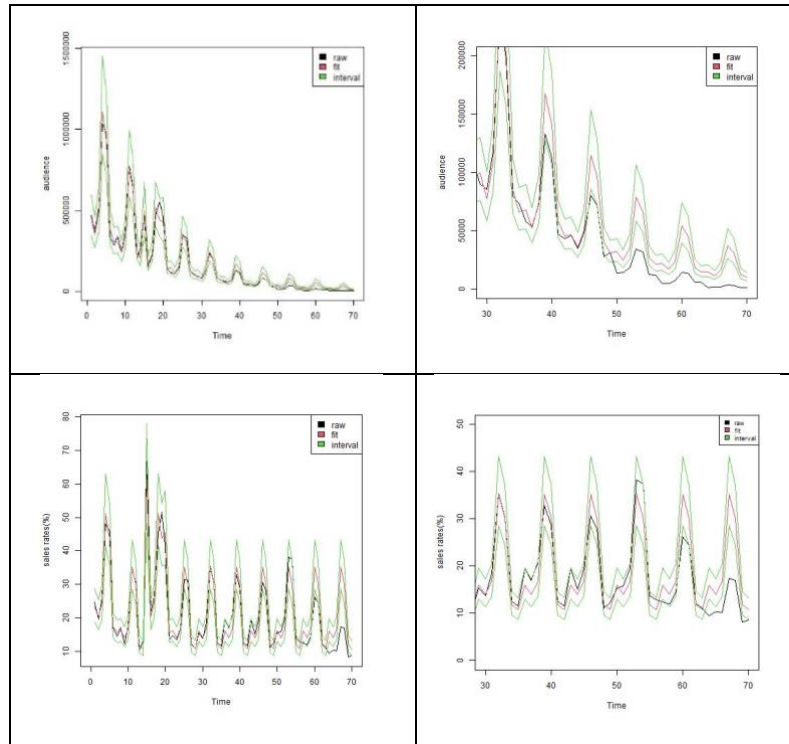 raw
fit
interval
audience
0 500000 1000000 1500000
0 10 20 30 40 50 60 70
Time
raw
fit
interval
audience
0 50000 100000 150000 200000
30 40 50 60 70
Time
raw
fit
interval
sales rates(%)
10 20 30 40 50 60 70 80
0 10 20 30 40 50 60 70
Time
raw
fit
interval
sales rates(%)
0 10 20 30 40 50
30 40 50 60 70
Time